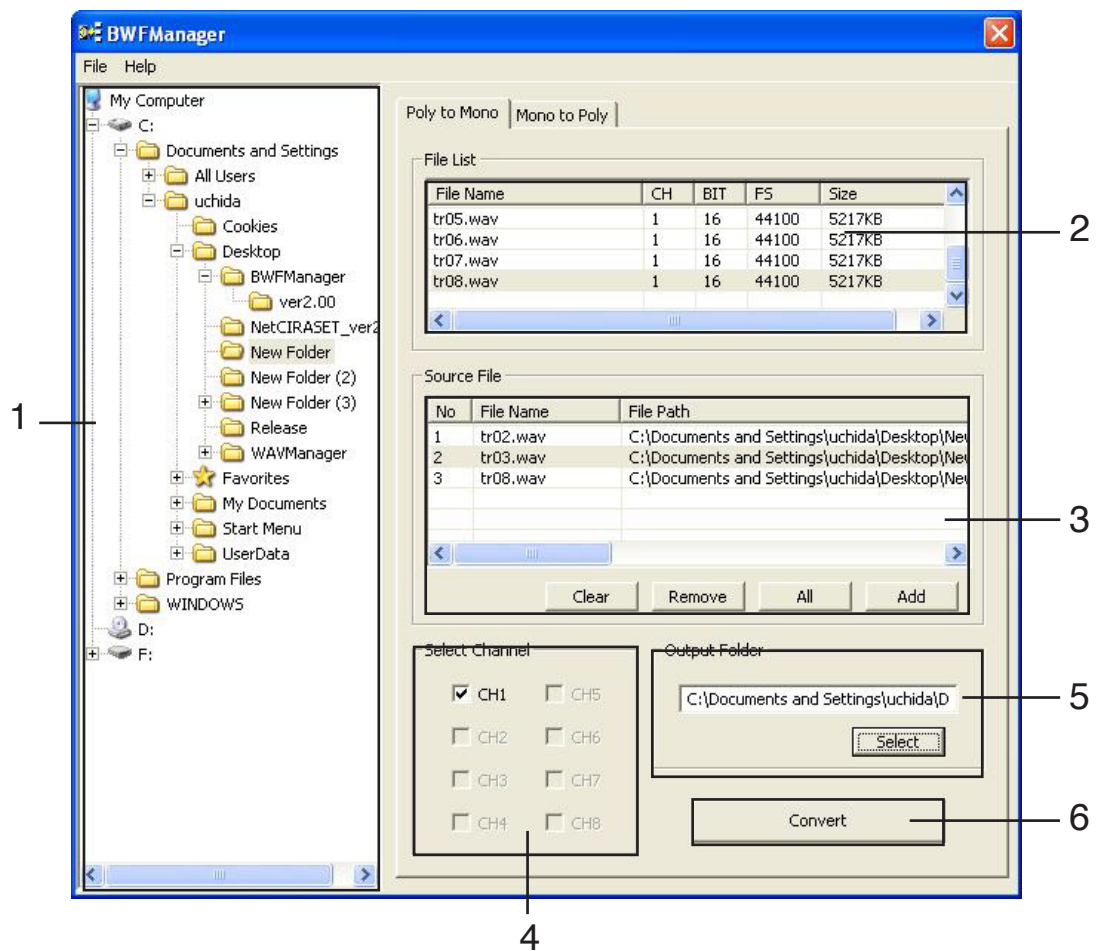 BWFManager
File Help
My Computer
C:
Documents and Settings
All Users
uchida
Cookies
Desktop
BWFManager
ver2.00
NetCIRASET_ver2
New Folder
New Folder (2)
New Folder (3)
Release
WAVManager
Favorites
My Documents
Start Menu
UserData
Program Files
WINDOWS
D:
F:
1
Poly to Mono Mono to Poly
File List
File Name CH BIT FS Size
tr05.wav 1 16 44100 5217KB
tr06.wav 1 16 44100 5217KB
tr07.wav 1 16 44100 5217KB
tr08.wav 1 16 44100 5217KB
2
Source File
No File Name File Path
1 tr02.wav C:\Documents and Settings\uchida\Desktop\Nev
2 tr03.wav C:\Documents and Settings\uchida\Desktop\Nev
3 tr08.wav C:\Documents and Settings\uchida\Desktop\Nev
3
Clear Remove All Add
Select Channel
CH1 CH5
CH2 CH6
CH3 CH7
CH4 CH8
4
Output Folder
C:\Documents and Settings\uchida\D
5
Select
Convert
6